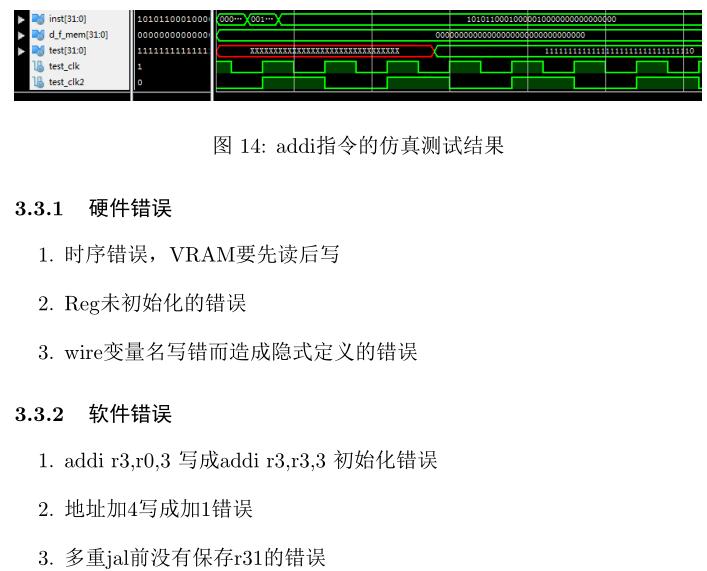 inst[31:0] 1010110001000 000… 001… 10101100010000100000000000000000
d_f_mem[31:0] 0000000000000 00000000000000000000000000000000
test[31:0] 1111111111111 XXXXXXXXXXXXXXXXXXXXXXXXXXXXXXXX 11111111111111111111111111111110
test_clk 1
test_clk2 0
图 14: addi指令的仿真测试结果
3.3.1 硬件错误
1. 时序错误，VRAM要先读后写
2. Reg未初始化的错误
3. wire变量名写错而造成隐式定义的错误
3.3.2 软件错误
1. addi r3,r0,3 写成addi r3,r3,3 初始化错误
2. 地址加4写成加1错误
3. 多重jal前没有保存r31的错误